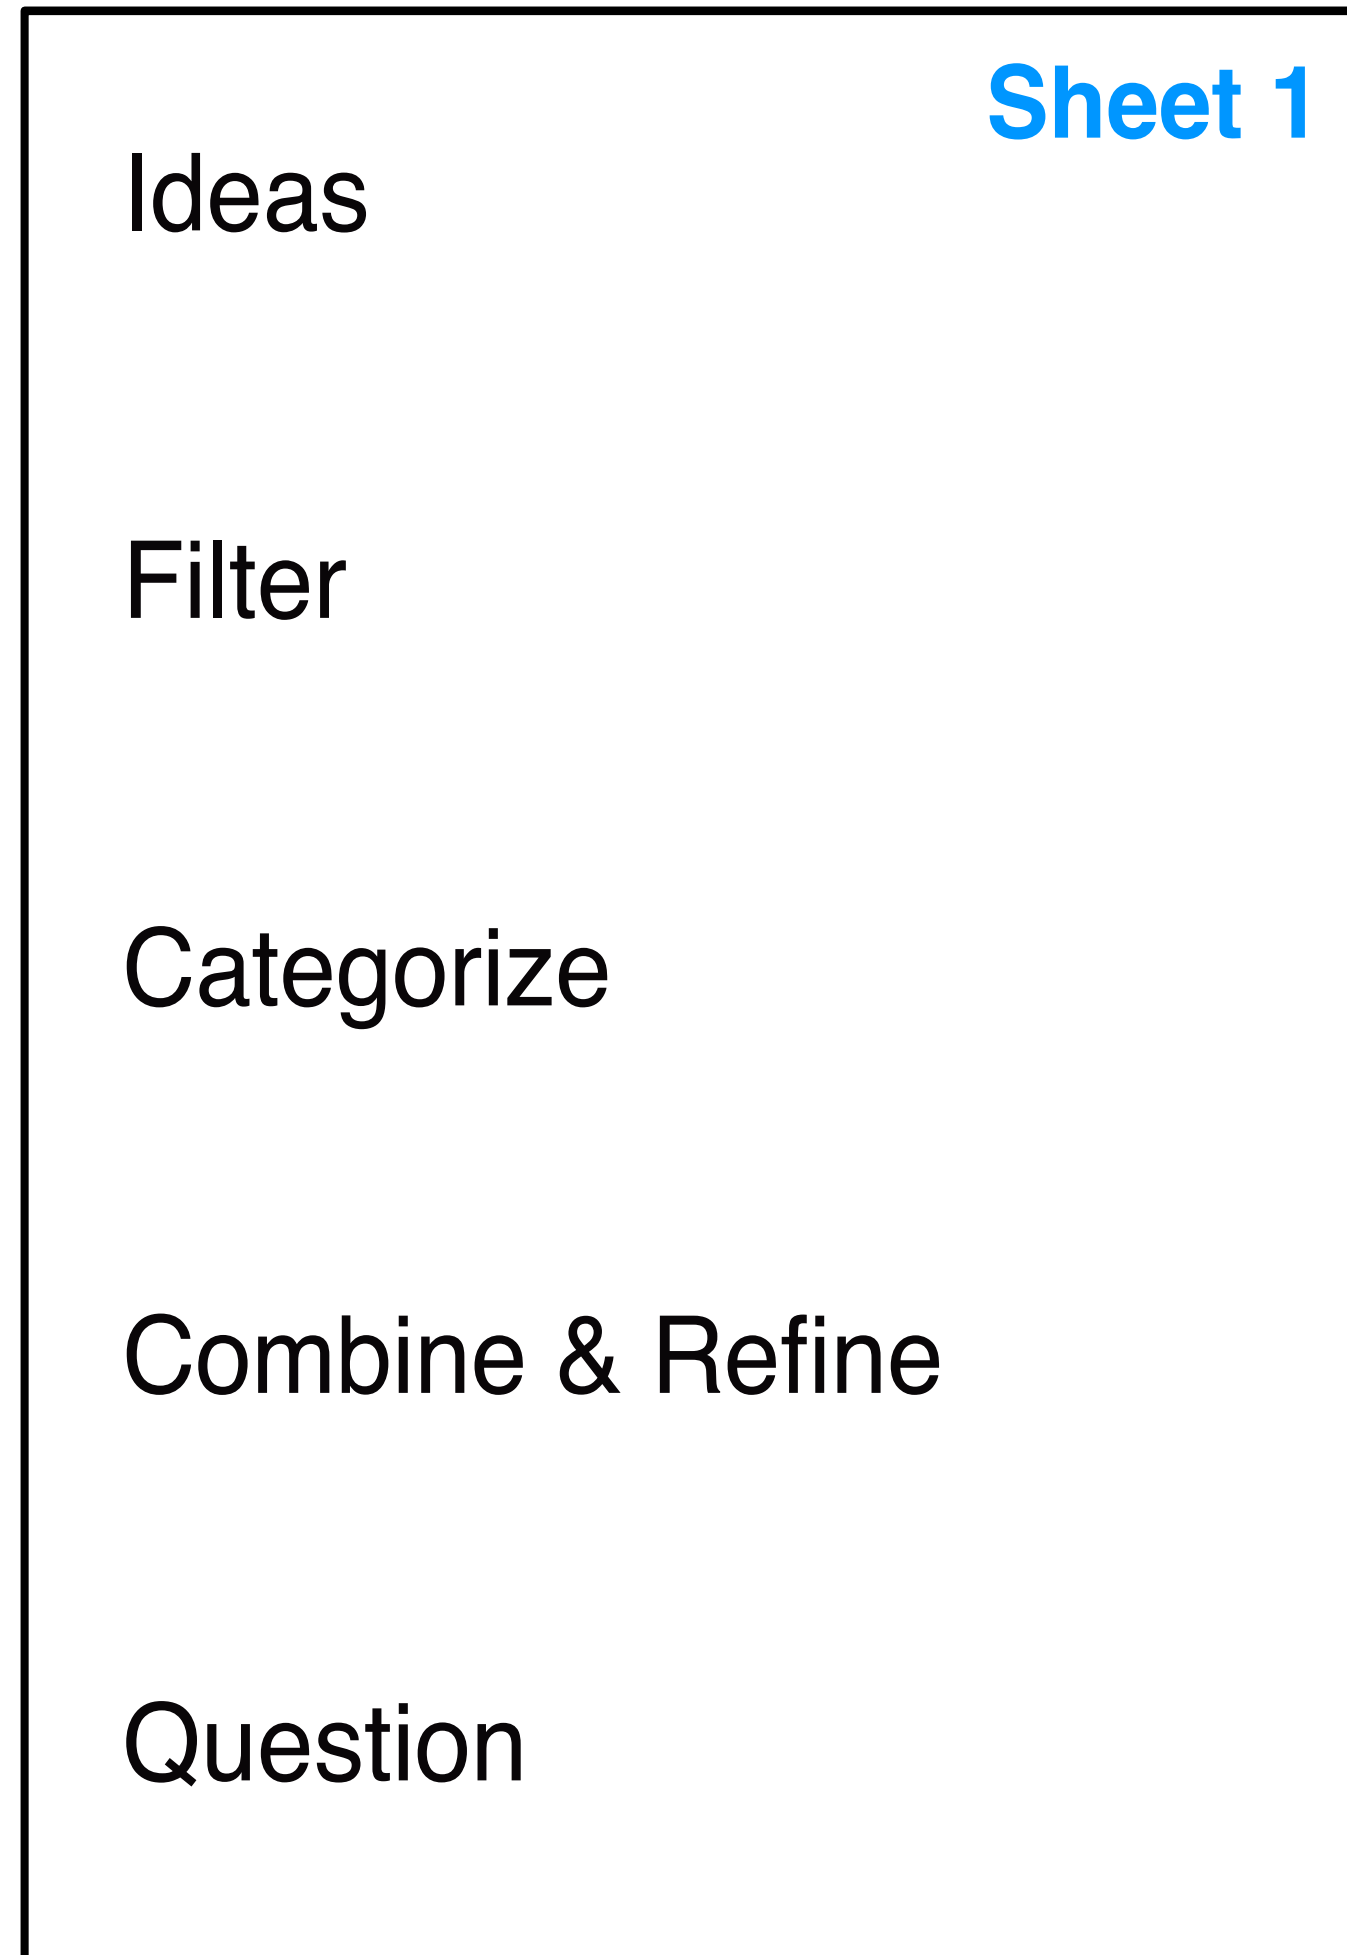 Sheet 1
Ideas
Filter
Categorize
Combine & Refine
Question